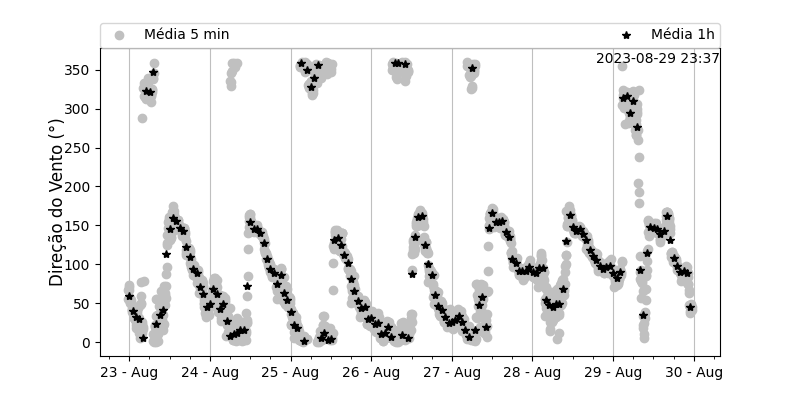 Média 5 min
Média 1h
2023-08-29 23:37
Direção do Vento (°)
350
300
250
200
150
100
50
0
23 - Aug
24 - Aug
25 - Aug
26 - Aug
27 - Aug
28 - Aug
29 - Aug
30 - Aug